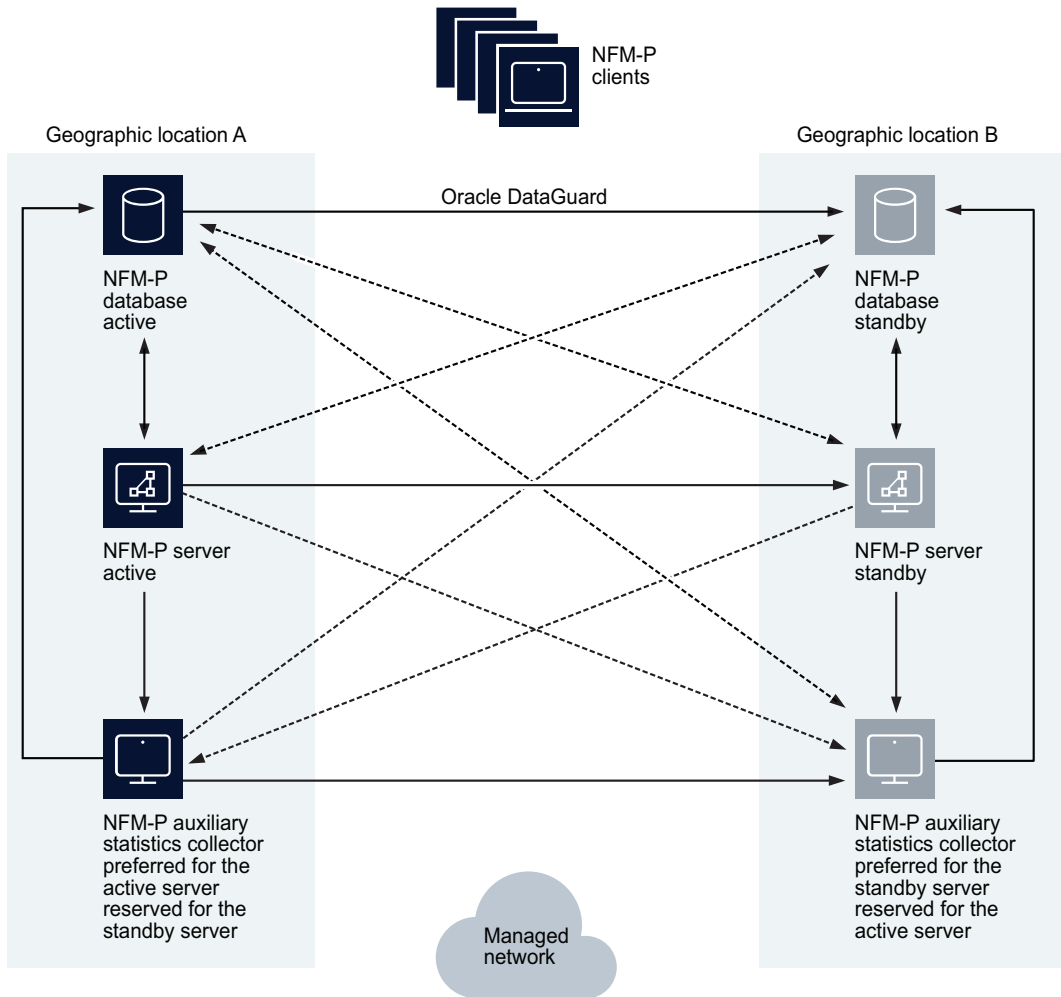 NFM-P
clients
Geographic location A
Geographic location B
Oracle DataGuard
NFM-P
database
active
NFM-P
database
standby
NFM-P server
active
NFM-P server
standby
NFM-P auxiliary
statistics collector
preferred for the
active server
reserved for the
standby server
NFM-P auxiliary
statistics collector
preferred for the
standby server
reserved for the
active server
Managed
network